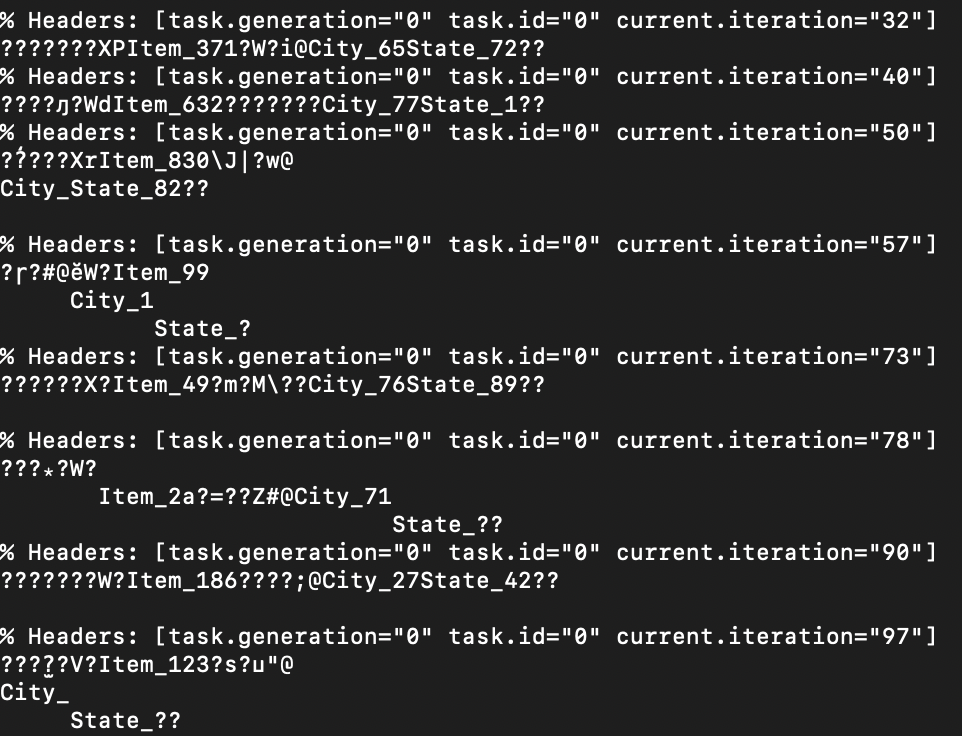 % Headers: [task.generation="0" task.id="0" current.iteration="32"]
???????XPItem_371?W?i@City_65State_72??
% Headers: [task.generation="0" task.id="0" current.iteration="40"]
????ԓ?WdItem_632???????City_77State_1??
% Headers: [task.generation="0" task.id="0" current.iteration="50"]
?????XrItem_830\J|?w@
City_State_82??
% Headers: [task.generation="0" task.id="0" current.iteration="57"]
?ɼ?#@ӗW?Item_99
City_1
State_?
% Headers: [task.generation="0" task.id="0" current.iteration="73"]
??????X?Item_49?m?M\??City_76State_89??
% Headers: [task.generation="0" task.id="0" current.iteration="78"]
???⁎?W?
Item_2a?=??Z#@City_71
State_??
% Headers: [task.generation="0" task.id="0" current.iteration="90"]
???????W?Item_186????;@City_27State_42??
% Headers: [task.generation="0" task.id="0" current.iteration="97"]
?????V?Item_123?s?u"@
City_
State_??